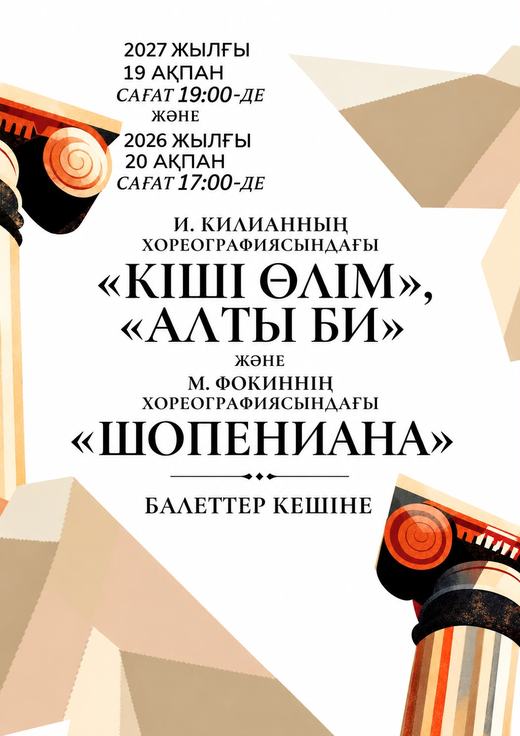 2027 ЖЫЛҒЫ
19 АҚПАН
САҒАТ 19:00-ДЕ
ЖӘНЕ
2026 ЖЫЛҒЫ
20 АҚПАН
САҒАТ 17:00-ДЕ
И. КИЛИАННЫҢ
ХОРЕОГРАФИЯСЫНДАҒЫ
«КІШІ ӨЛІМ»,
«АЛТЫ БИ»
ЖӘНЕ
М. ФОКИННІҢ
ХОРЕОГРАФИЯСЫНДАҒЫ
«ШОПЕНИАНА»
БАЛЕТТЕР КЕШІНЕ